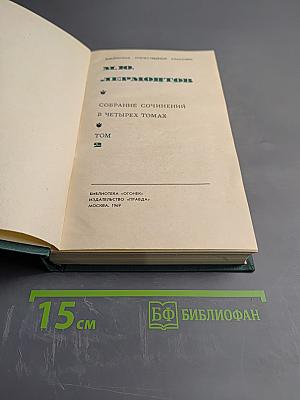 БИБЛИОТЕКА ОТЕЧЕСТВЕННОЙ КЛАССИКИ
М.Ю.
ЛЕРМОНТОВ
СОБРАНИЕ СОЧИНЕНИЙ
В ЧЕТЫРЕХ ТОМАХ
ТОМ
2
БИБЛИОТЕКА «ОГОНЕК»
ИЗДАТЕЛЬСТВО «ПРАВДА»
МОСКВА. 1969
15 СМ
БФ БИБЛИОФАН